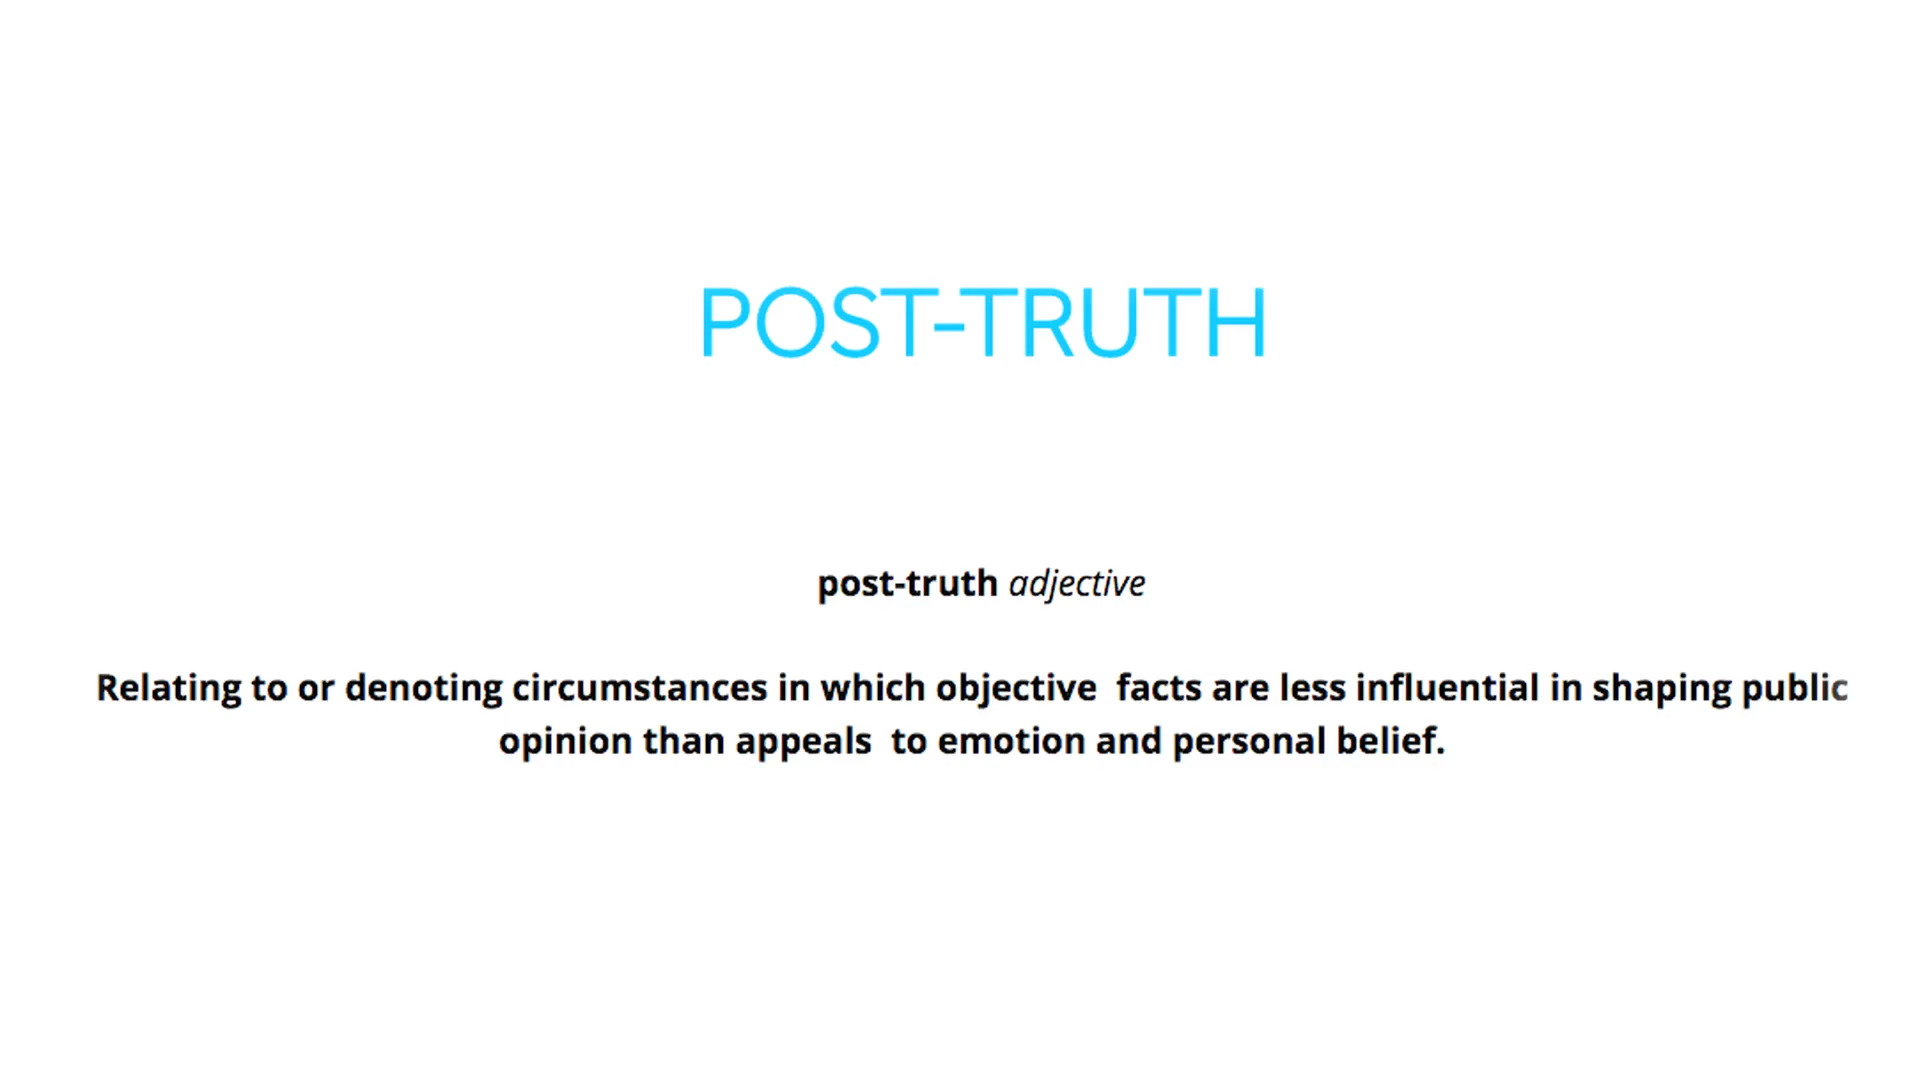 POST-TRUTH
post-truth adjective
Relating to or denoting circumstances in which objective  facts are less influential in shaping public
opinion than appeals  to emotion and personal belief.